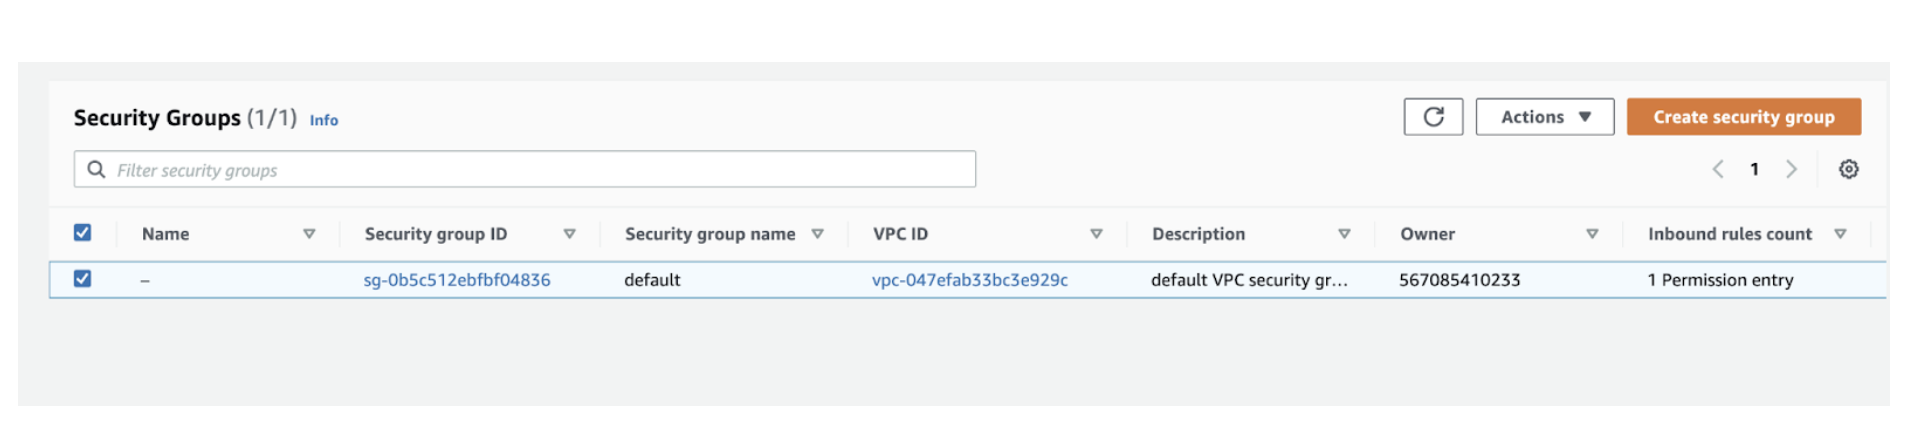 Security Groups (1/1) Info
Actions Create security group
Filter security groups
1
Name Security group ID Security group name VPC ID Description Owner Inbound rules count
– sg-0b5c512ebfbf04836 default vpc-047efab33bc3e929c default VPC security gr... 567085410233 1 Permission entry